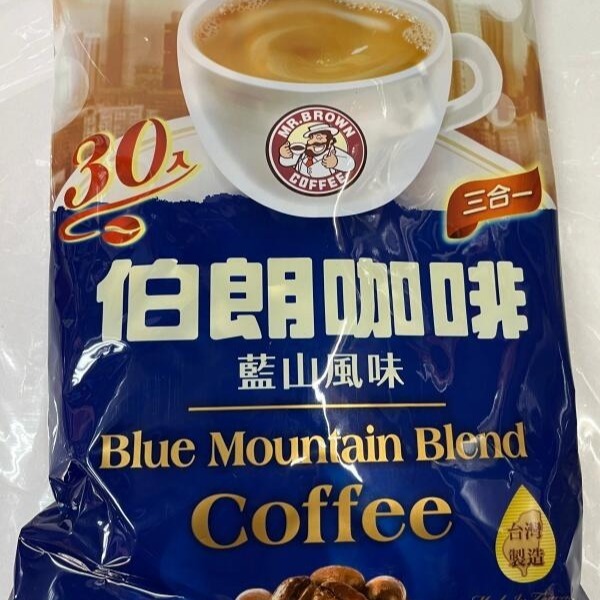 MR.BROWN
COFFEE
30入
三合一
伯朗咖啡
藍山風味
Blue Mountain Blend
Coffee
台灣
製造